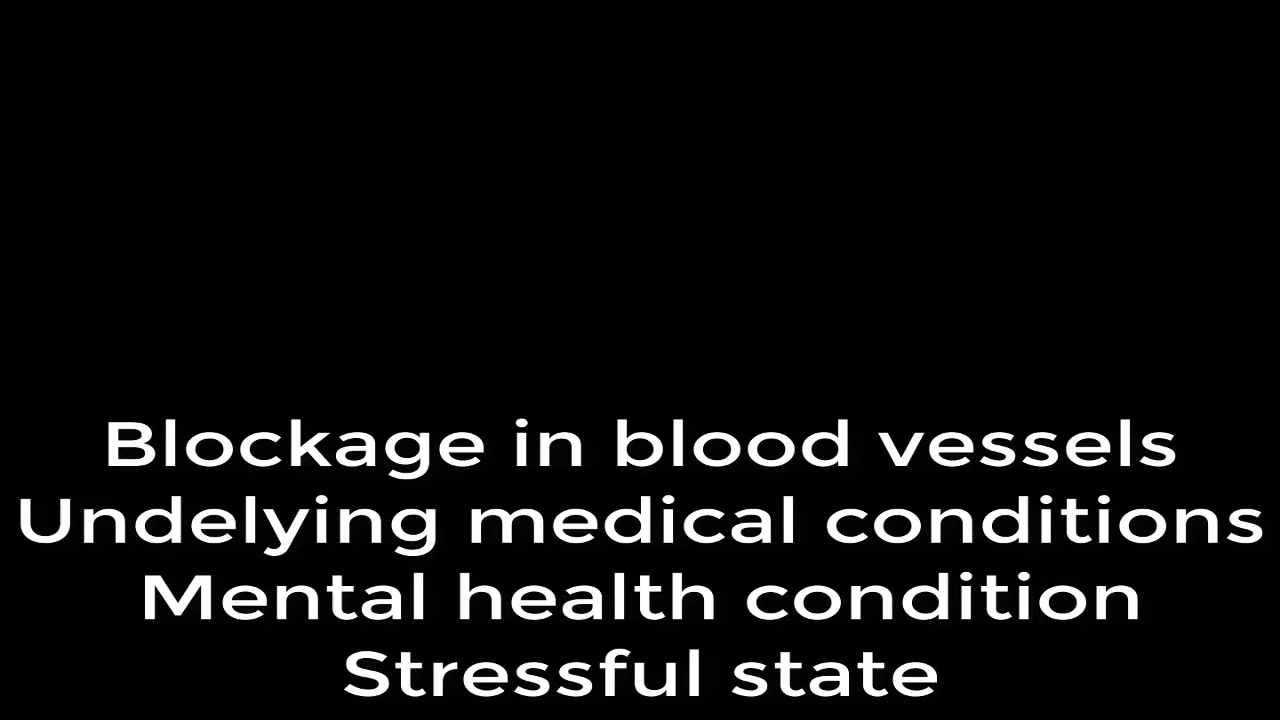 Blockage in blood vessels
Undelying medical conditions
Mental health condition
Stressful state